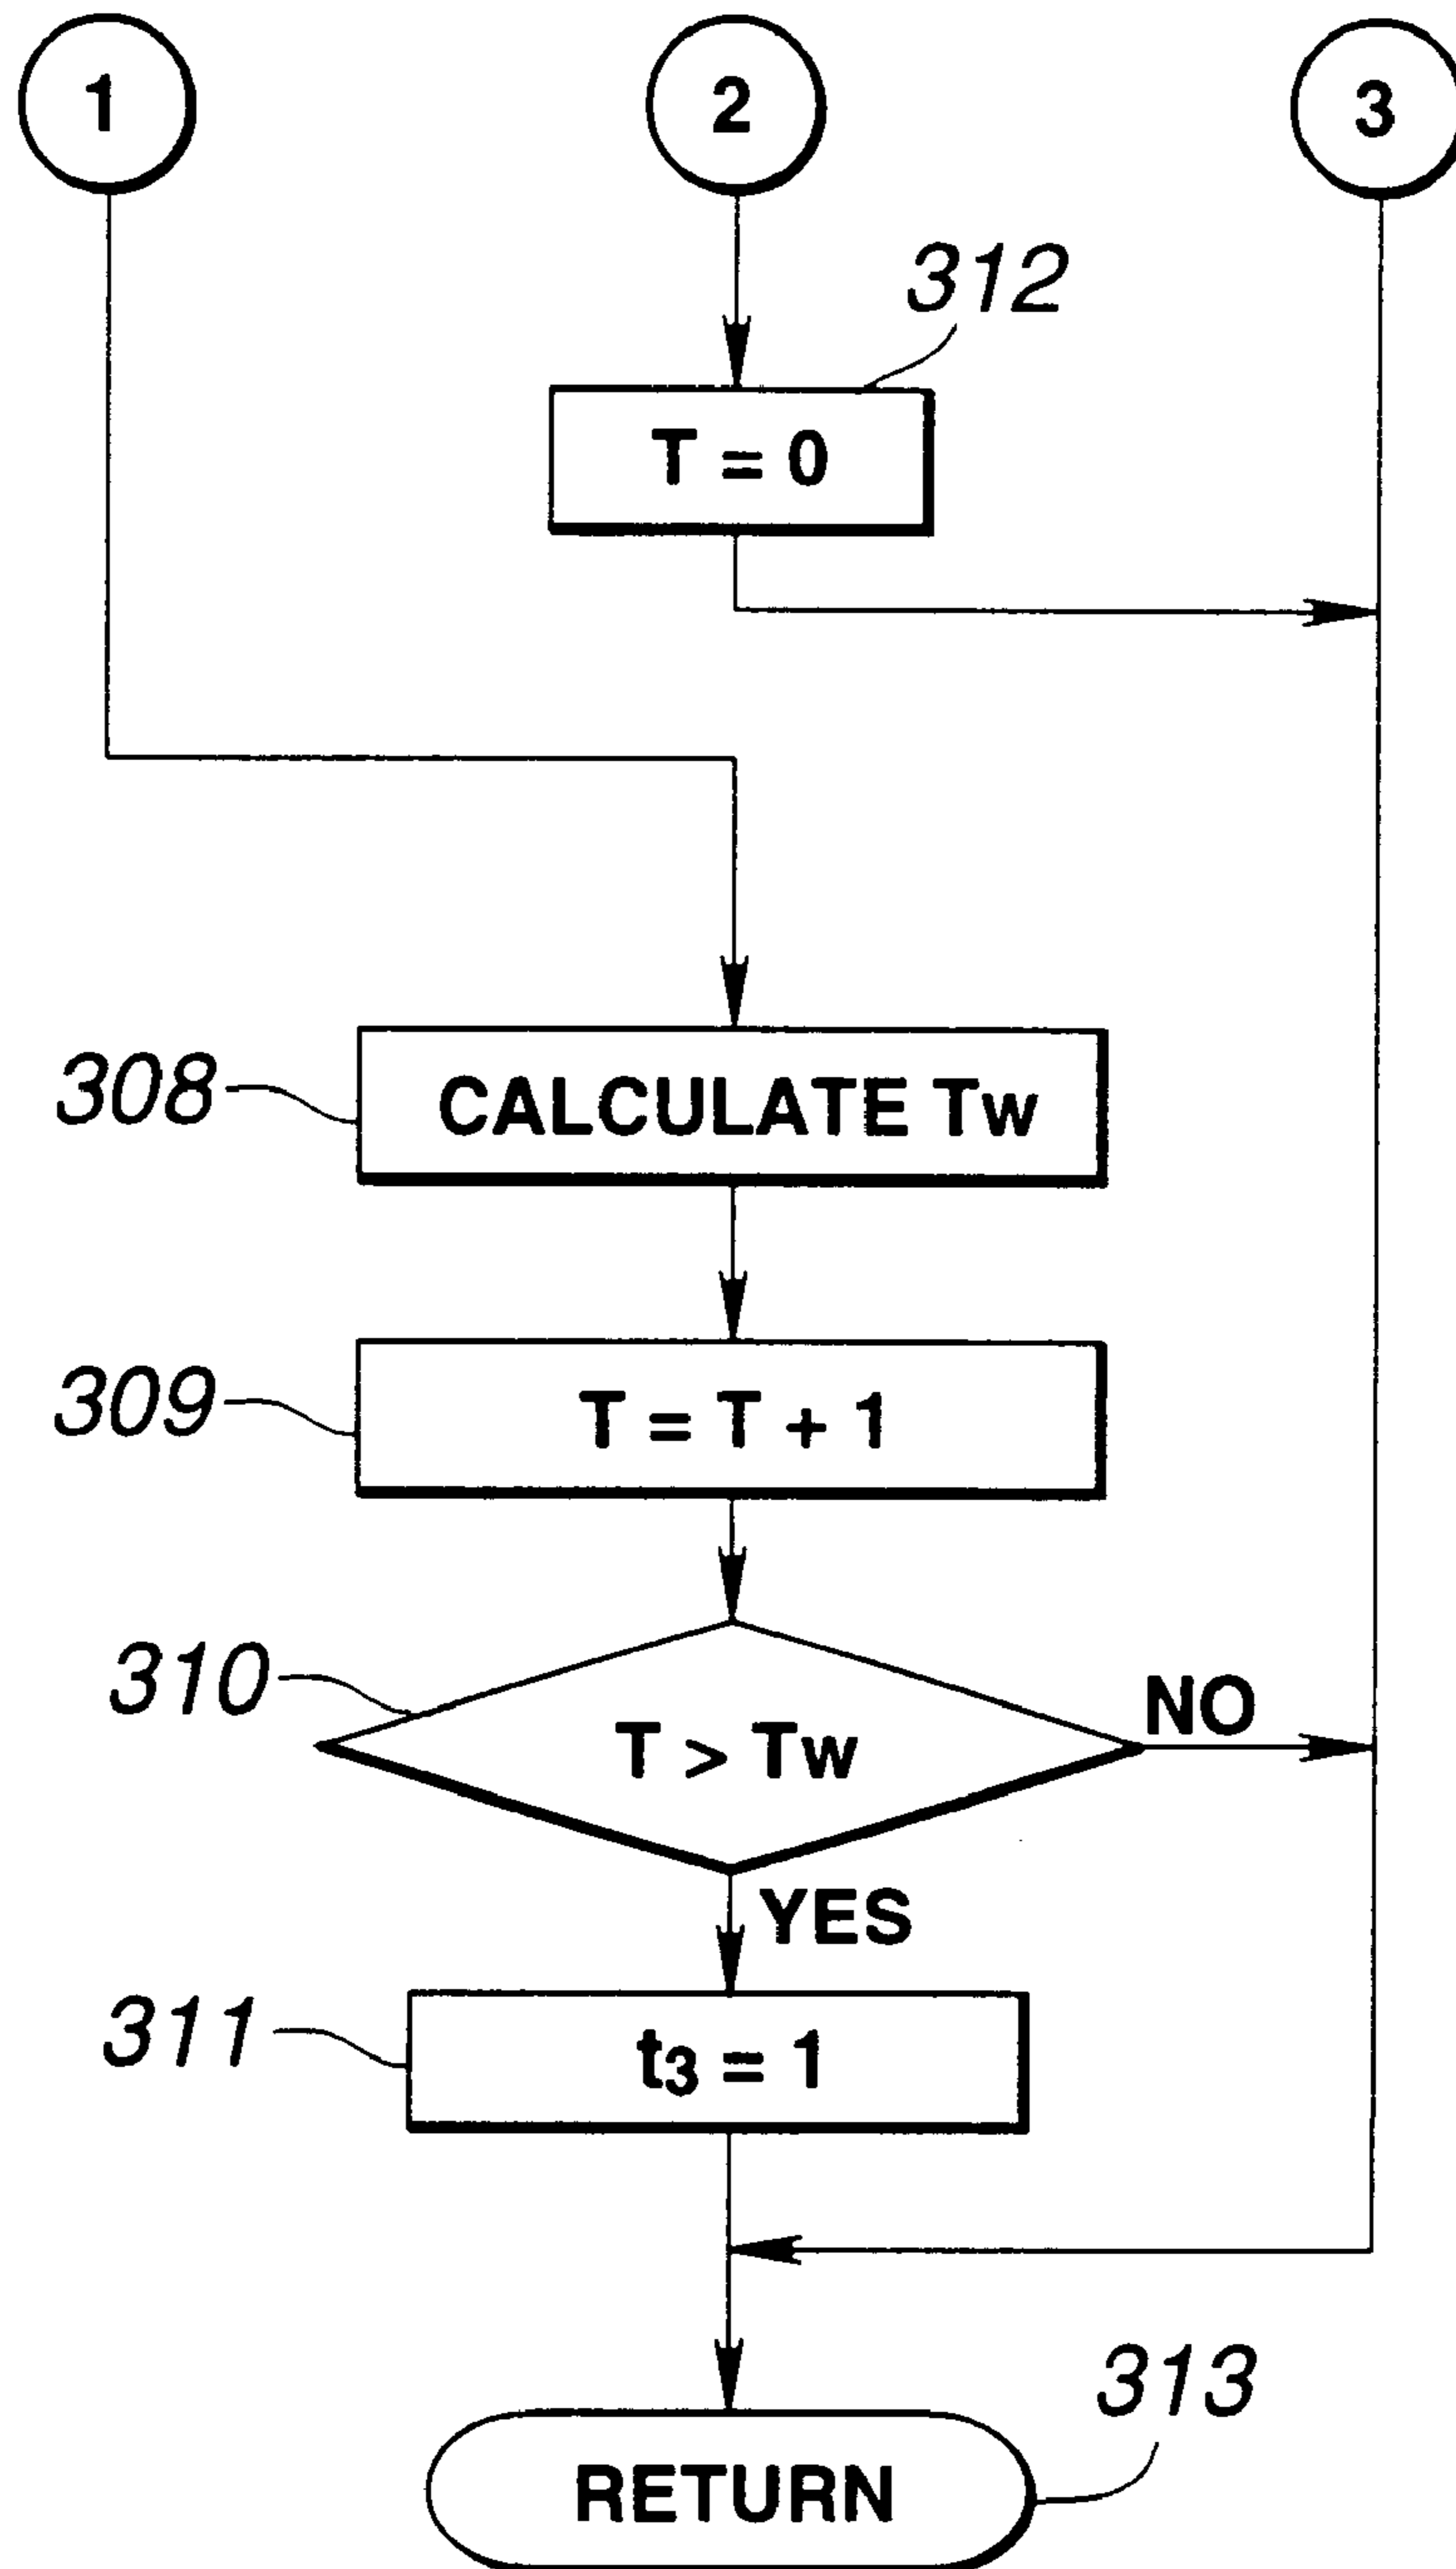 1
2
3
312
T = 0
308
CALCULATE Tw
309
T = T + 1
310
T > Tw
NO
YES
311
t3 = 1
313
RETURN